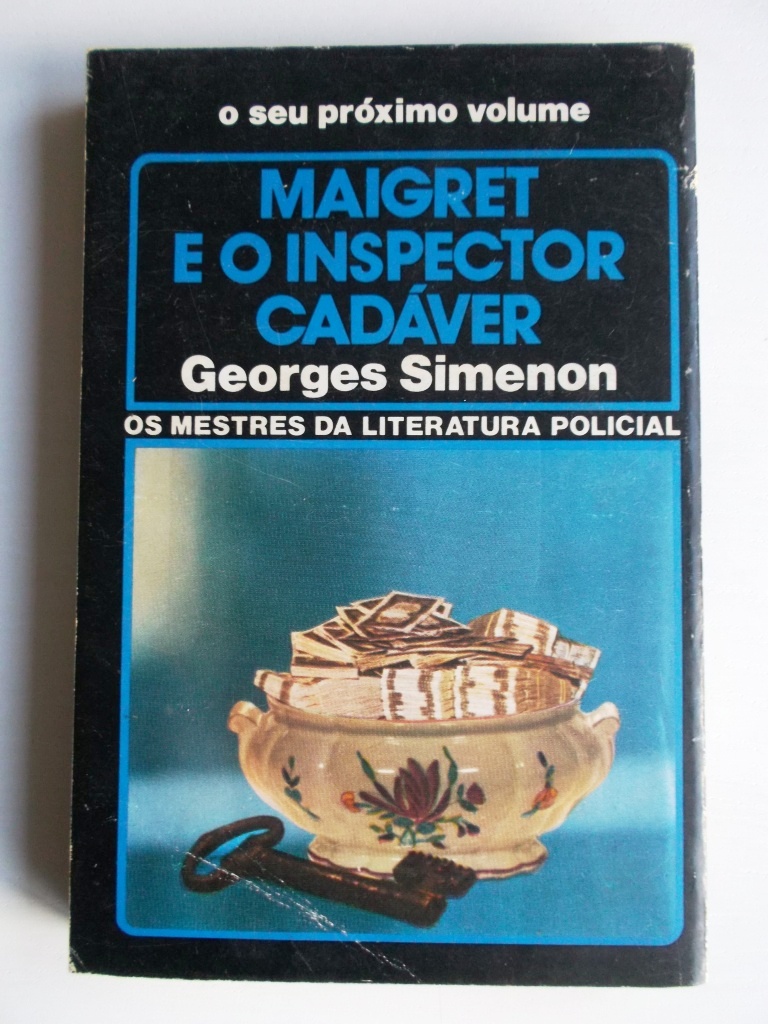 o seu próximo volume
MAIGRET
E O INSPECTOR
CADÁVER
Georges Simenon
OS MESTRES DA LITERATURA POLICIAL